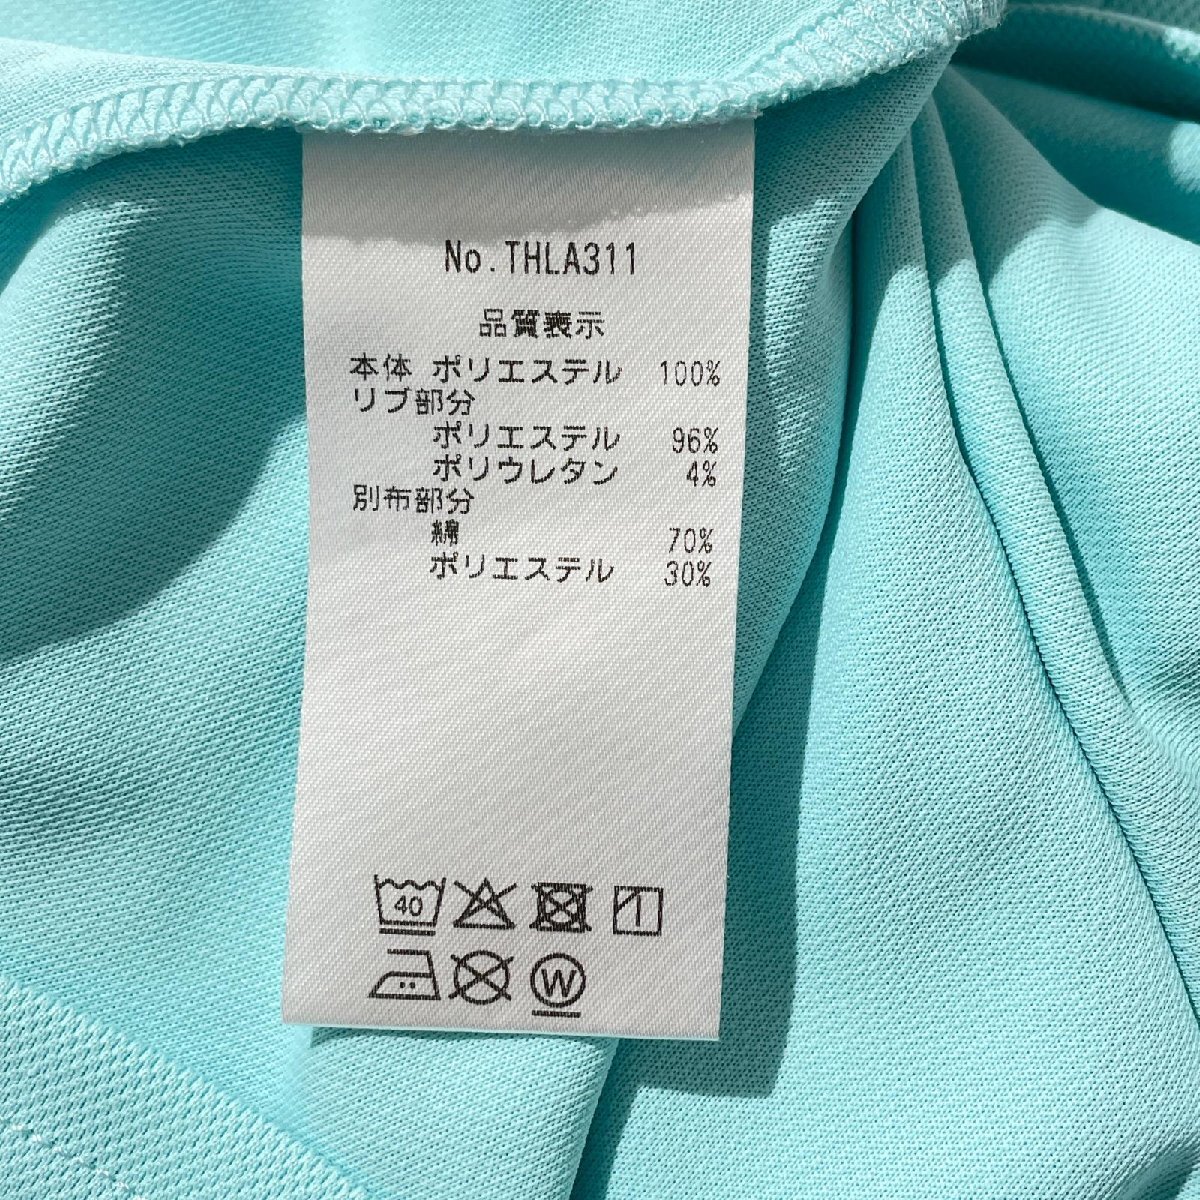 No.THLA311
品質表示
本体 ポリエステル 100%
リブ部分
ポリエステル 96%
ポリウレタン 4%
別布部分
綿 70%
ポリエステル 30%
40
W